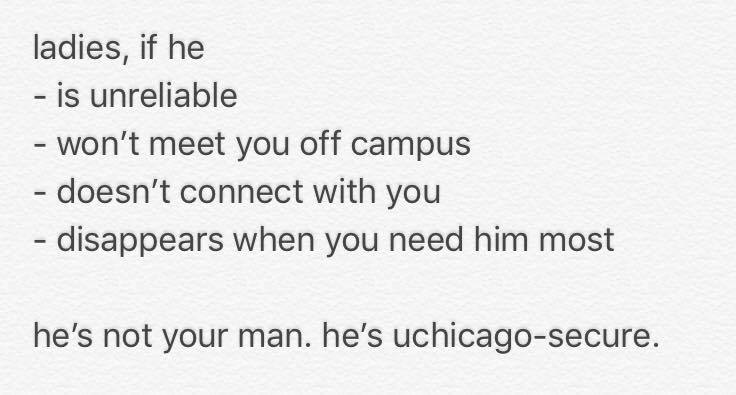 ladies, if he
- is unreliable
- won’t meet you off campus
- doesn’t connect with you
- disappears when you need him most
he’s not your man. he’s uchicago-secure.